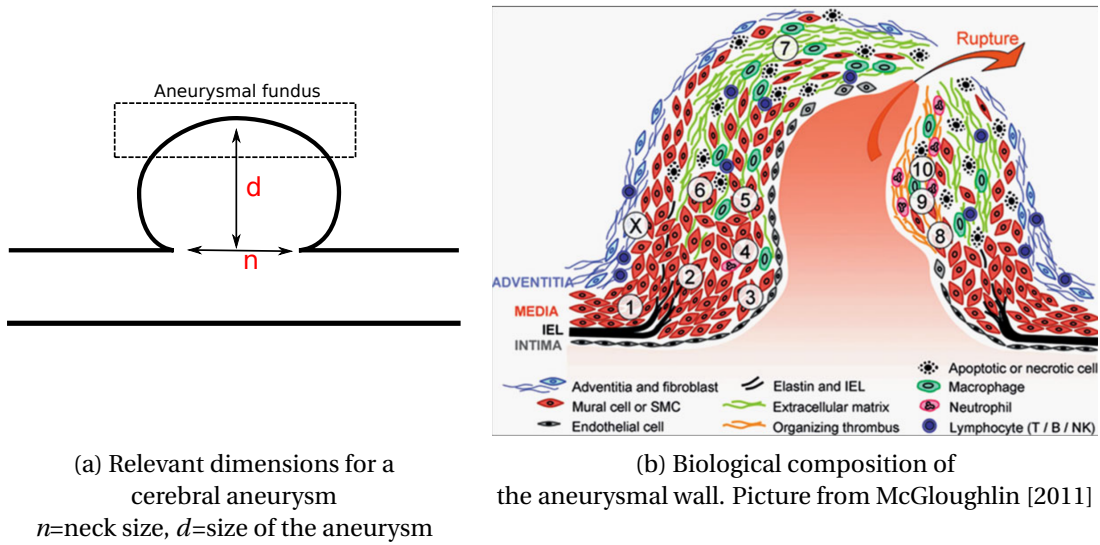 Aneurysmal fundus
d
n
(a) Relevant dimensions for a
cerebral aneurysm
n=neck size, d=size of the aneurysm
Rupture
7
6
5
X
4
2
1
3
10
9
8
ADVENTITIA
MEDIA
IEL
INTIMA
Adventitia and fibroblast
Mural cell or SMC
Endothelial cell
Elastin and IEL
Extracellular matrix
Organizing thrombus
Apoptotic or necrotic cell
Macrophage
Neutrophil
Lymphocyte (T / B / NK)
(b) Biological composition of
the aneurysmal wall. Picture from McGloughlin [2011]